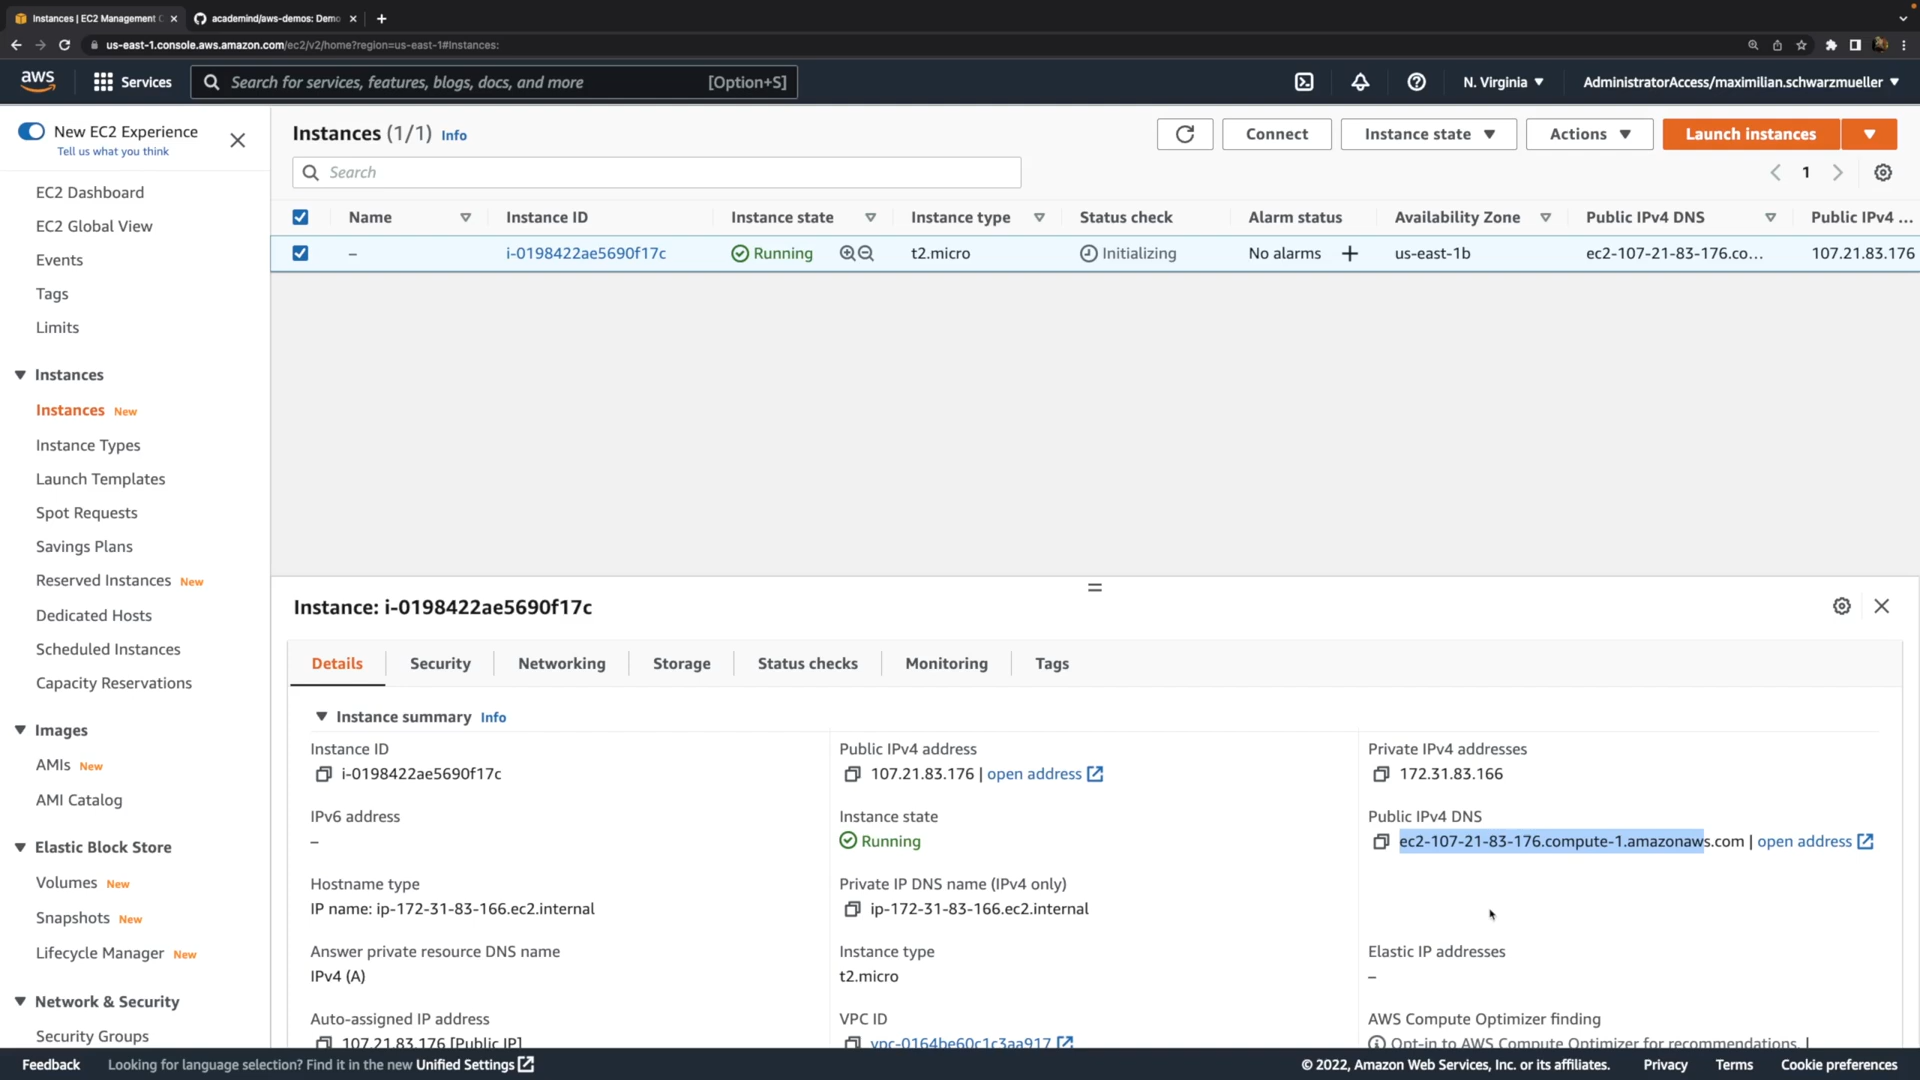 Instances | EC2 Management C
academind/aws-demos: Demo
us-east-1.console.aws.amazon.com/ec2/v2/home?region=us-east-1#Instances:
aws
Services
Search for services, features, blogs, docs, and more
[Option+S]
N. Virginia
AdministratorAccess/maximilian.schwarzmueller
New EC2 Experience
Tell us what you think
EC2 Dashboard
EC2 Global View
Events
Tags
Limits
Instances
Instances New
Instance Types
Launch Templates
Spot Requests
Savings Plans
Reserved Instances New
Dedicated Hosts
Scheduled Instances
Capacity Reservations
Images
AMIs New
AMI Catalog
Elastic Block Store
Volumes New
Snapshots New
Lifecycle Manager New
Network & Security
Security Groups
Instances (1/1) Info
Connect
Instance state
Actions
Launch instances
Search
1
Name
Instance ID
Instance state
Instance type
Status check
Alarm status
Availability Zone
Public IPv4 DNS
Public IPv4 ...
–
i-0198422ae5690f17c
Running
t2.micro
Initializing
No alarms
us-east-1b
ec2-107-21-83-176.co...
107.21.83.176
Instance: i-0198422ae5690f17c
Details
Security
Networking
Storage
Status checks
Monitoring
Tags
Instance summary Info
Instance ID
i-0198422ae5690f17c
Public IPv4 address
107.21.83.176 | open address
Private IPv4 addresses
172.31.83.166
IPv6 address
–
Instance state
Running
Public IPv4 DNS
ec2-107-21-83-176.compute-1.amazonaws.com | open address
Hostname type
IP name: ip-172-31-83-166.ec2.internal
Private IP DNS name (IPv4 only)
ip-172-31-83-166.ec2.internal
Answer private resource DNS name
IPv4 (A)
Instance type
t2.micro
Elastic IP addresses
–
Auto-assigned IP address
107.21.83.176 [Public IP]
VPC ID
vpc-0164be60c1c3aa917
AWS Compute Optimizer finding
Opt-in to AWS Compute Optimizer for recommendations. |
Feedback
Looking for language selection? Find it in the new Unified Settings
© 2022, Amazon Web Services, Inc. or its affiliates.
Privacy
Terms
Cookie preferences